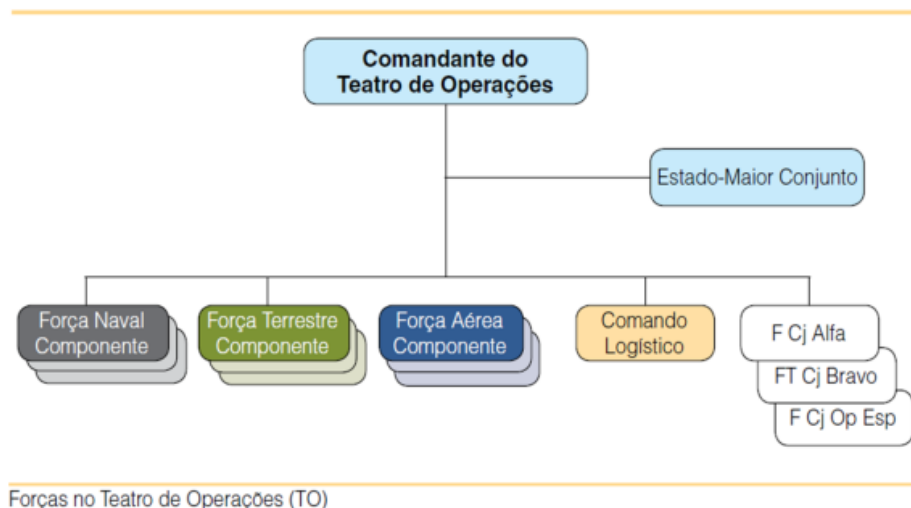 Comandante do
Teatro de Operações
Estado-Maior Conjunto
Força Naval
Componente
Força Terrestre
Componente
Força Aérea
Componente
Comando
Logístico
F Cj Alfa
FT Cj Bravo
F Cj Op Esp
Forças no Teatro de Operações (TO)